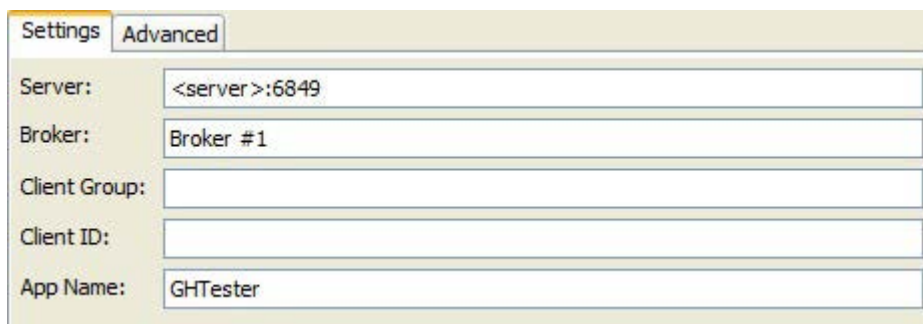 Settings Advanced
Server: <server>:6849
Broker: Broker #1
Client Group:
Client ID:
App Name: GHTester